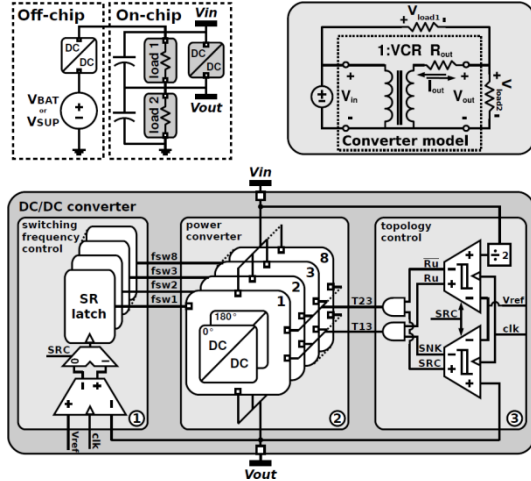 Off-chip
On-chip
Vin
DC
DC
load 1
DC
DC
load 2
VBAT
or
VSUP
Vout
Vload1
1:VCR Rout
Vin
Iout
Vout
Vload2
Converter model
Vin
DC/DC converter
switching
frequency
control
power
converter
topology
control
÷ 2
fsw8
fsw3
fsw2
fsw1
8
3
2
1
SR
latch
180°
0°
DC
DC
T23
T13
Ru
Ru
Vref
SRC
clk
SNK
SRC
SRC
0
1
2
3
Vref
clk
Vout